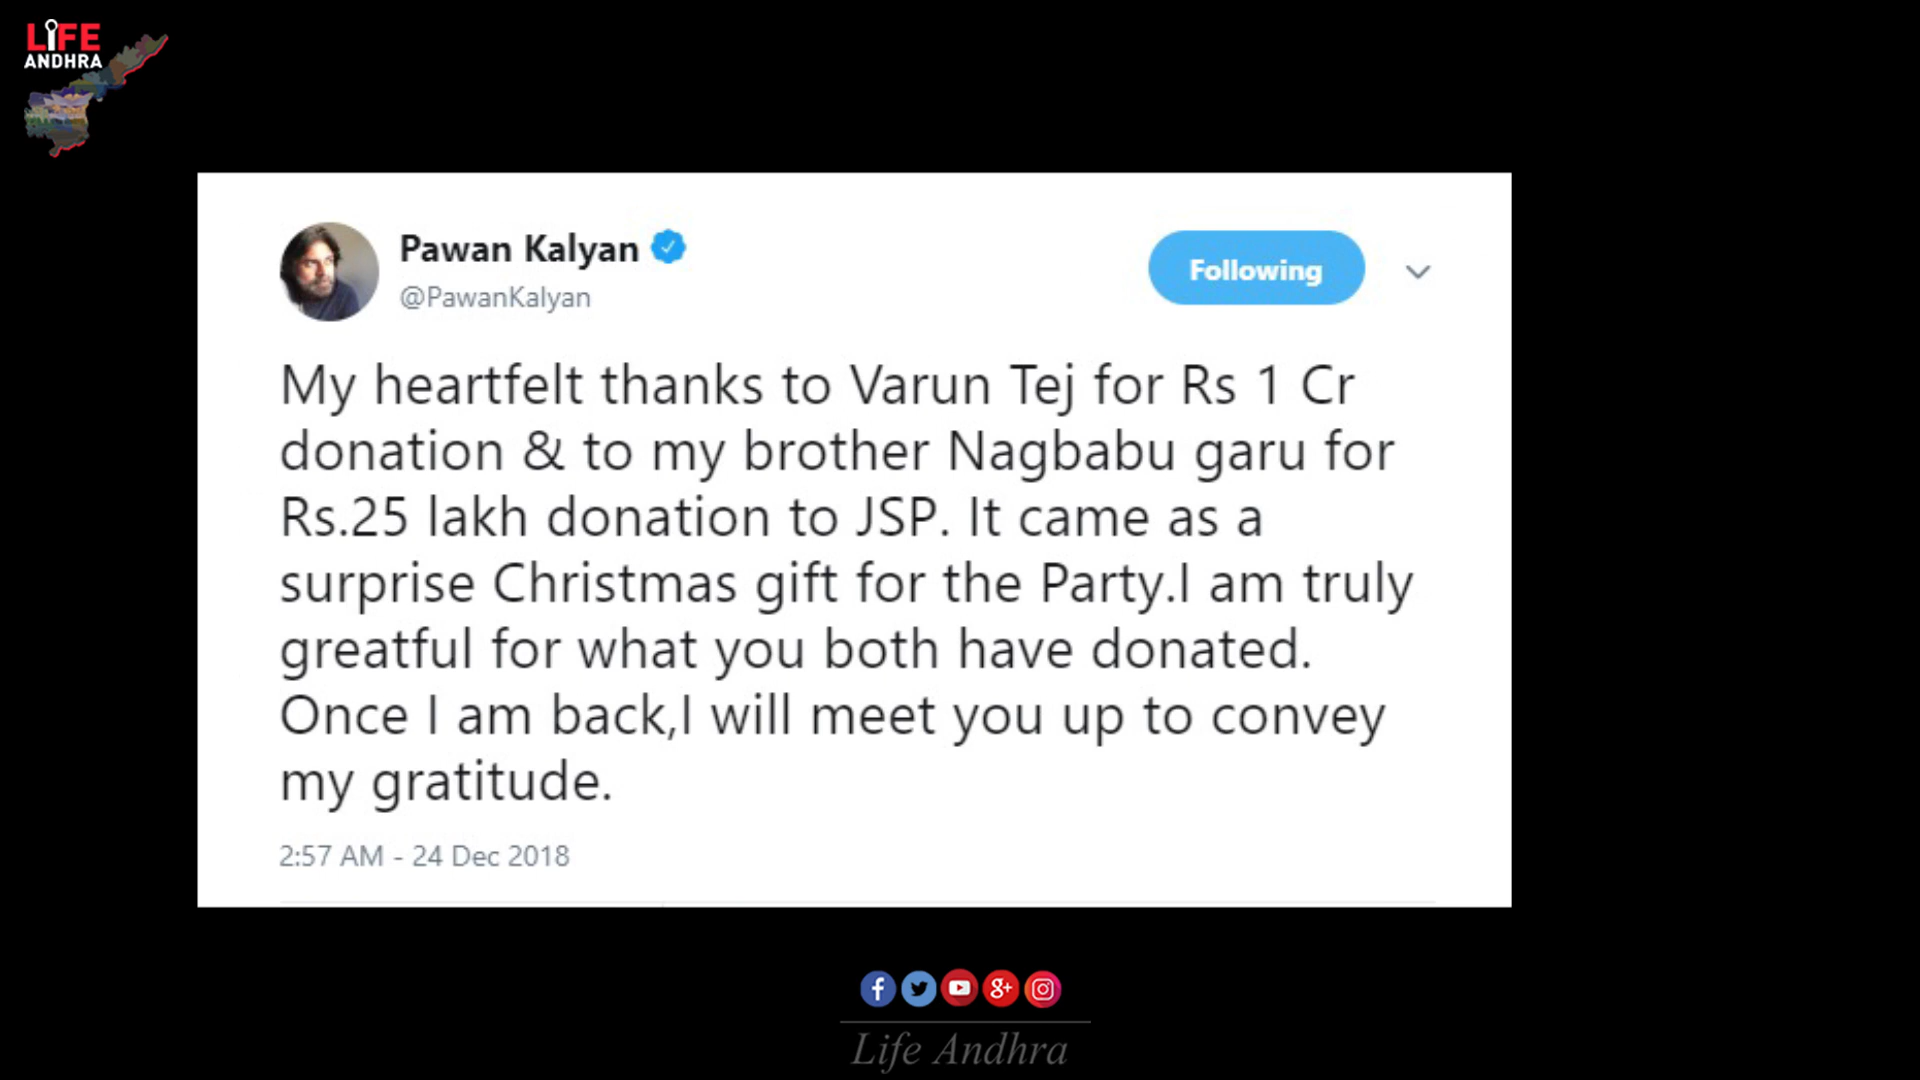 LiFE
ANDHRA
Pawan Kalyan
@PawanKalyan
Following
My heartfelt thanks to Varun Tej for Rs 1 Cr
donation & to my brother Nagbabu garu for
Rs.25 lakh donation to JSP. It came as a
surprise Christmas gift for the Party.I am truly
greatful for what you both have donated.
Once I am back,I will meet you up to convey
my gratitude.
2:57 AM - 24 Dec 2018
f
g+
Life Andhra